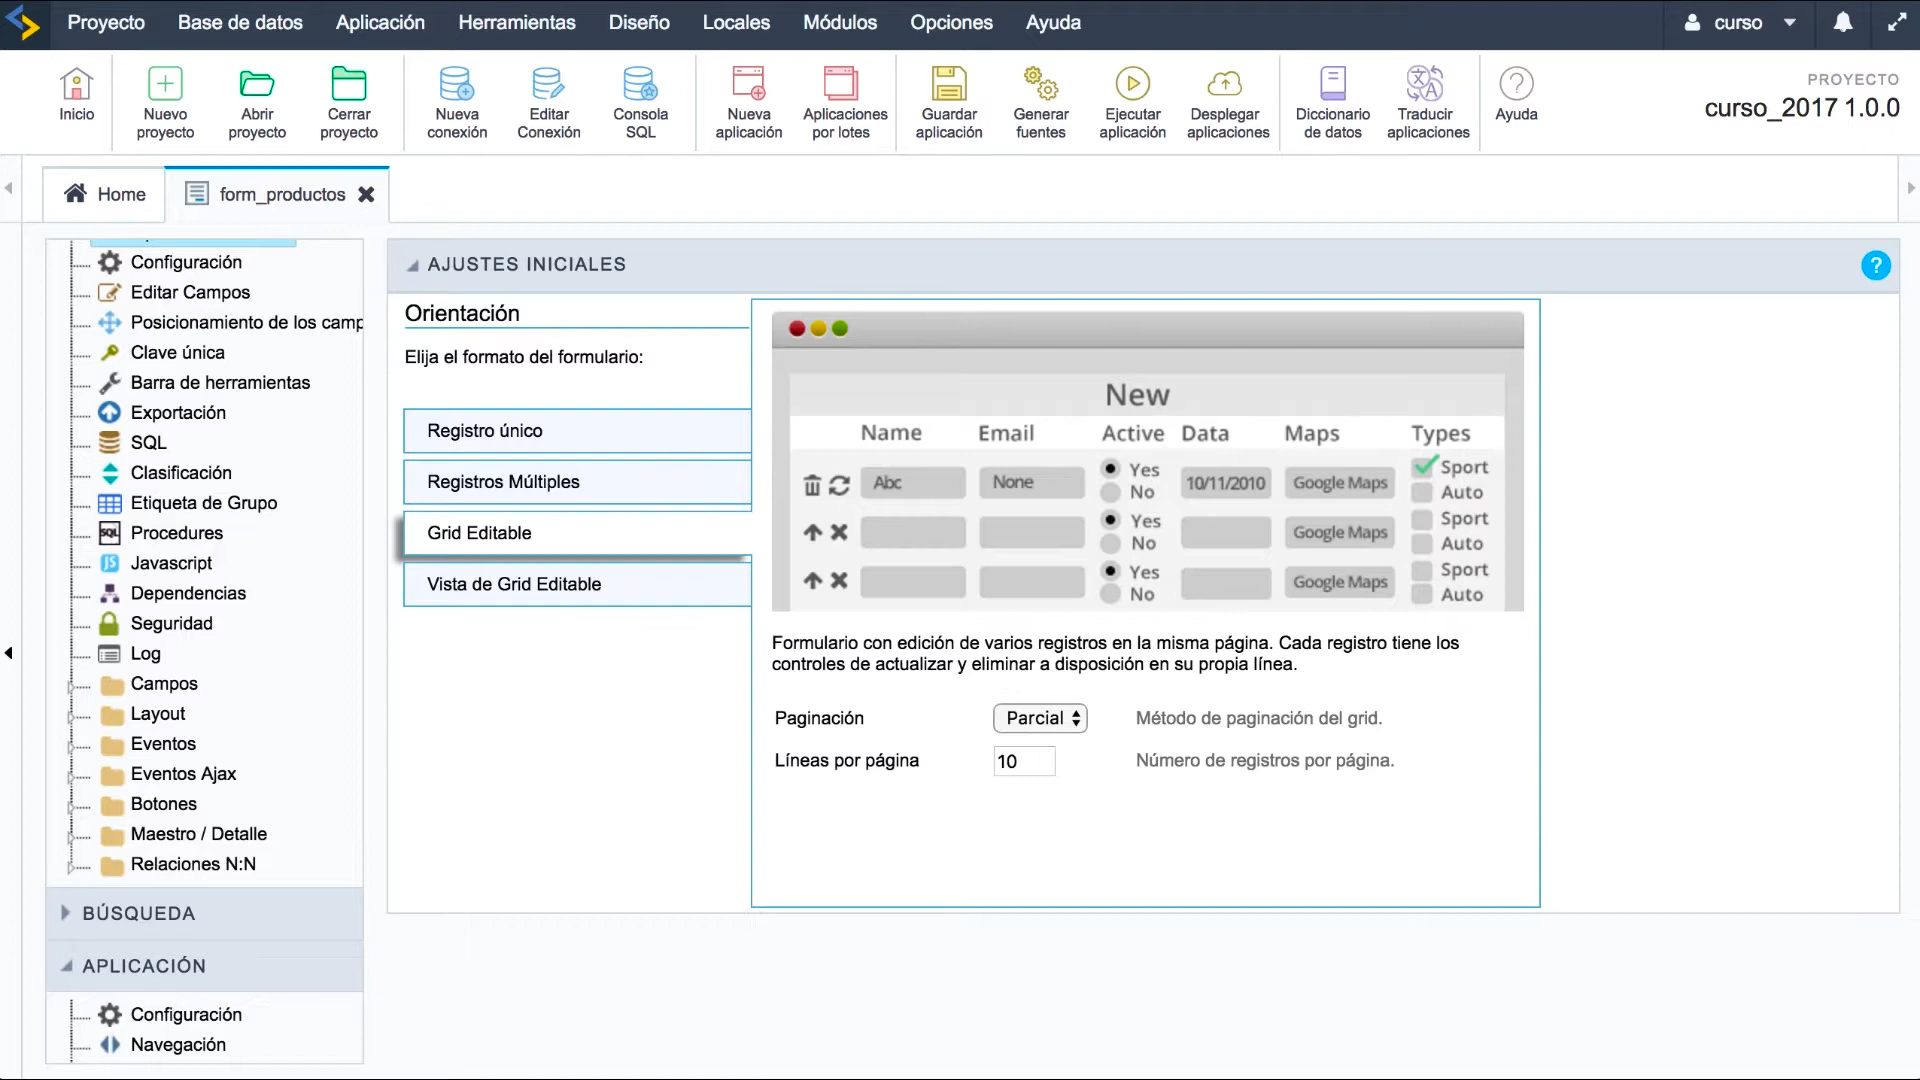 Proyecto Base de datos Aplicación Herramientas Diseño Locales Módulos Opciones Ayuda curso
Inicio
Nuevo proyecto
Abrir proyecto
Cerrar proyecto
Nueva conexión
Editar Conexión
Consola SQL
Nueva aplicación
Aplicaciones por lotes
Guardar aplicación
Generar fuentes
Ejecutar aplicación
Desplegar aplicaciones
Diccionario de datos
Traducir aplicaciones
Ayuda
PROYECTO
curso_2017 1.0.0
Home
form_productos
Configuración
Editar Campos
Posicionamiento de los camp
Clave única
Barra de herramientas
Exportación
SQL
Clasificación
Etiqueta de Grupo
SQL Procedures
JS Javascript
Dependencias
Seguridad
Log
Campos
Layout
Eventos
Eventos Ajax
Botones
Maestro / Detalle
Relaciones N:N
BÚSQUEDA
APLICACIÓN
Configuración
Navegación
AJUSTES INICIALES
?
Orientación
Elija el formato del formulario:
Registro único
Registros Múltiples
Grid Editable
Vista de Grid Editable
New
Name Email Active Data Maps Types
Abc None Yes No 10/11/2010 Google Maps Sport Auto
Yes No Google Maps Sport Auto
Yes No Google Maps Sport Auto
Formulario con edición de varios registros en la misma página. Cada registro tiene los
controles de actualizar y eliminar a disposición en su propia línea.
Paginación Parcial Método de paginación del grid.
Líneas por página 10 Número de registros por página.